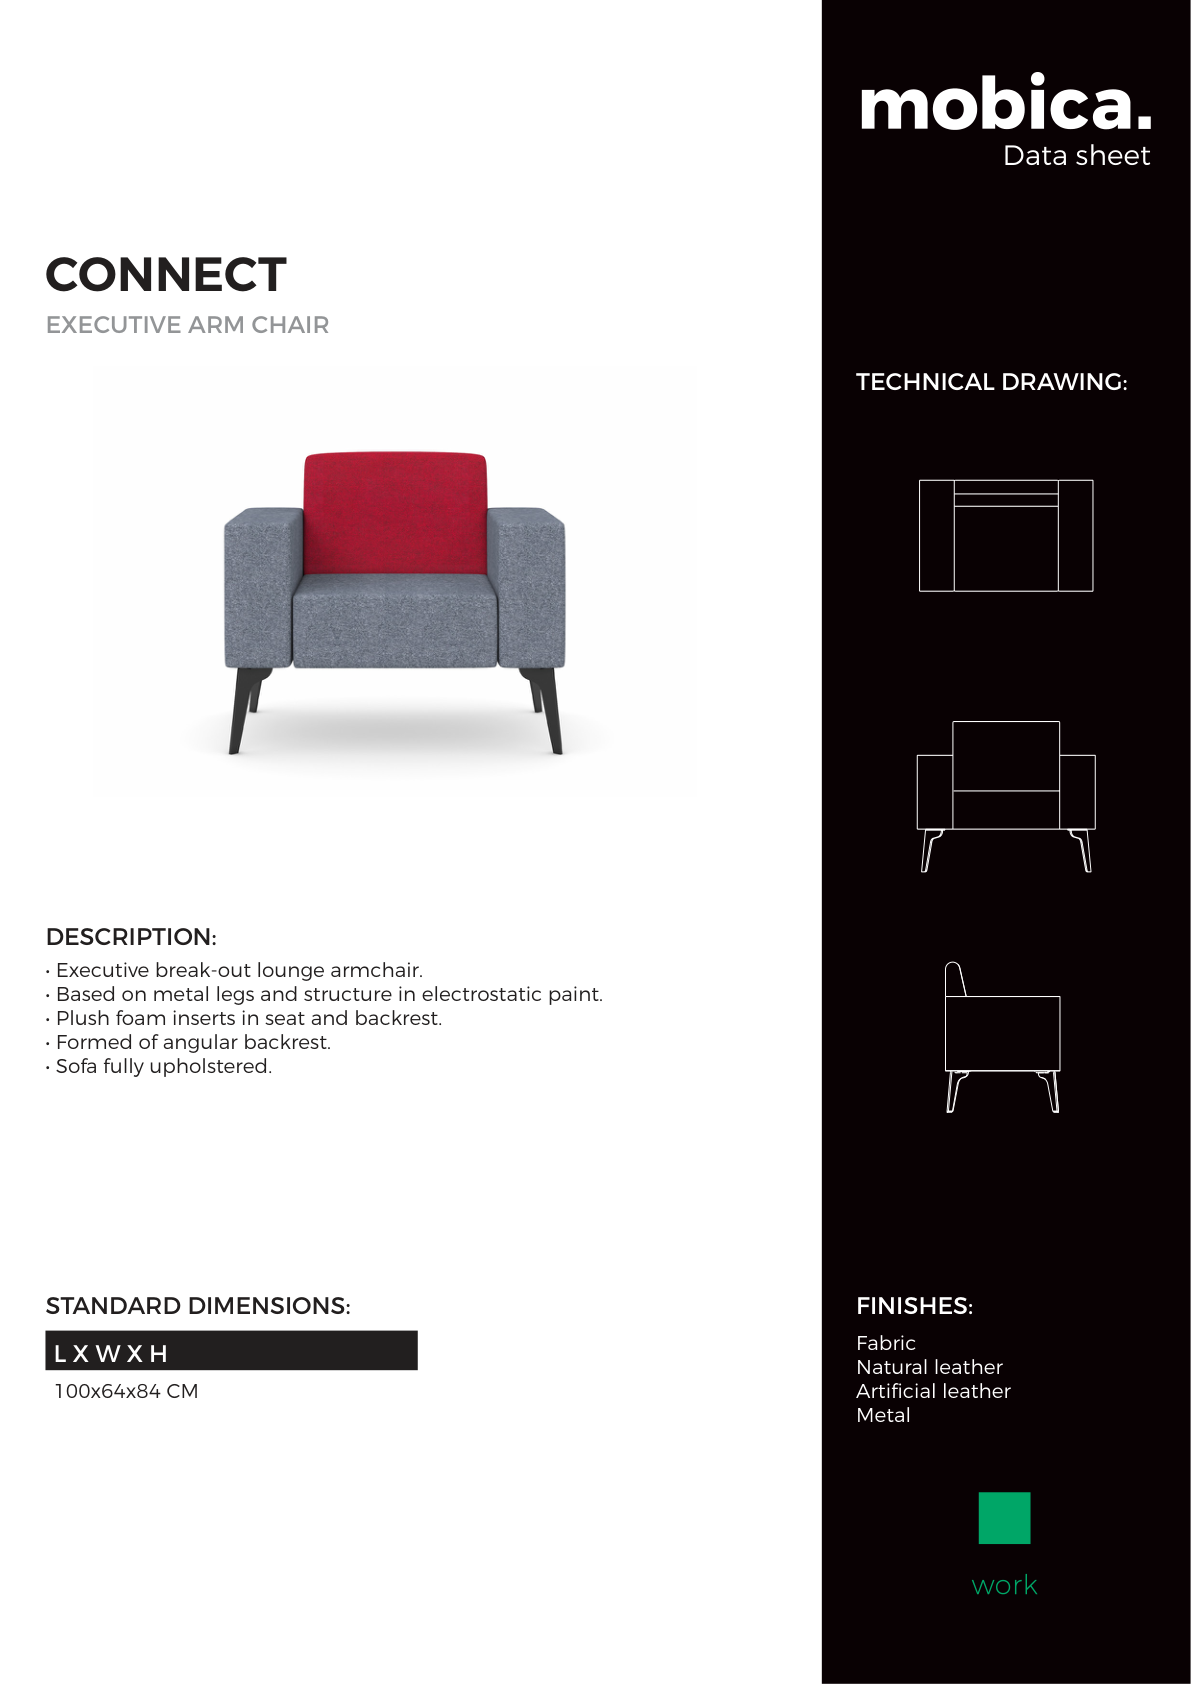 mobica.
Data sheet
CONNECT
EXECUTIVE ARM CHAIR
TECHNICAL DRAWING:
DESCRIPTION:
• Executive break-out lounge armchair.
• Based on metal legs and structure in electrostatic paint.
• Plush foam inserts in seat and backrest.
• Formed of angular backrest.
• Sofa fully upholstered.
STANDARD DIMENSIONS:
L X W X H
100x64x84 CM
FINISHES:
Fabric
Natural leather
Artificial leather
Metal
work